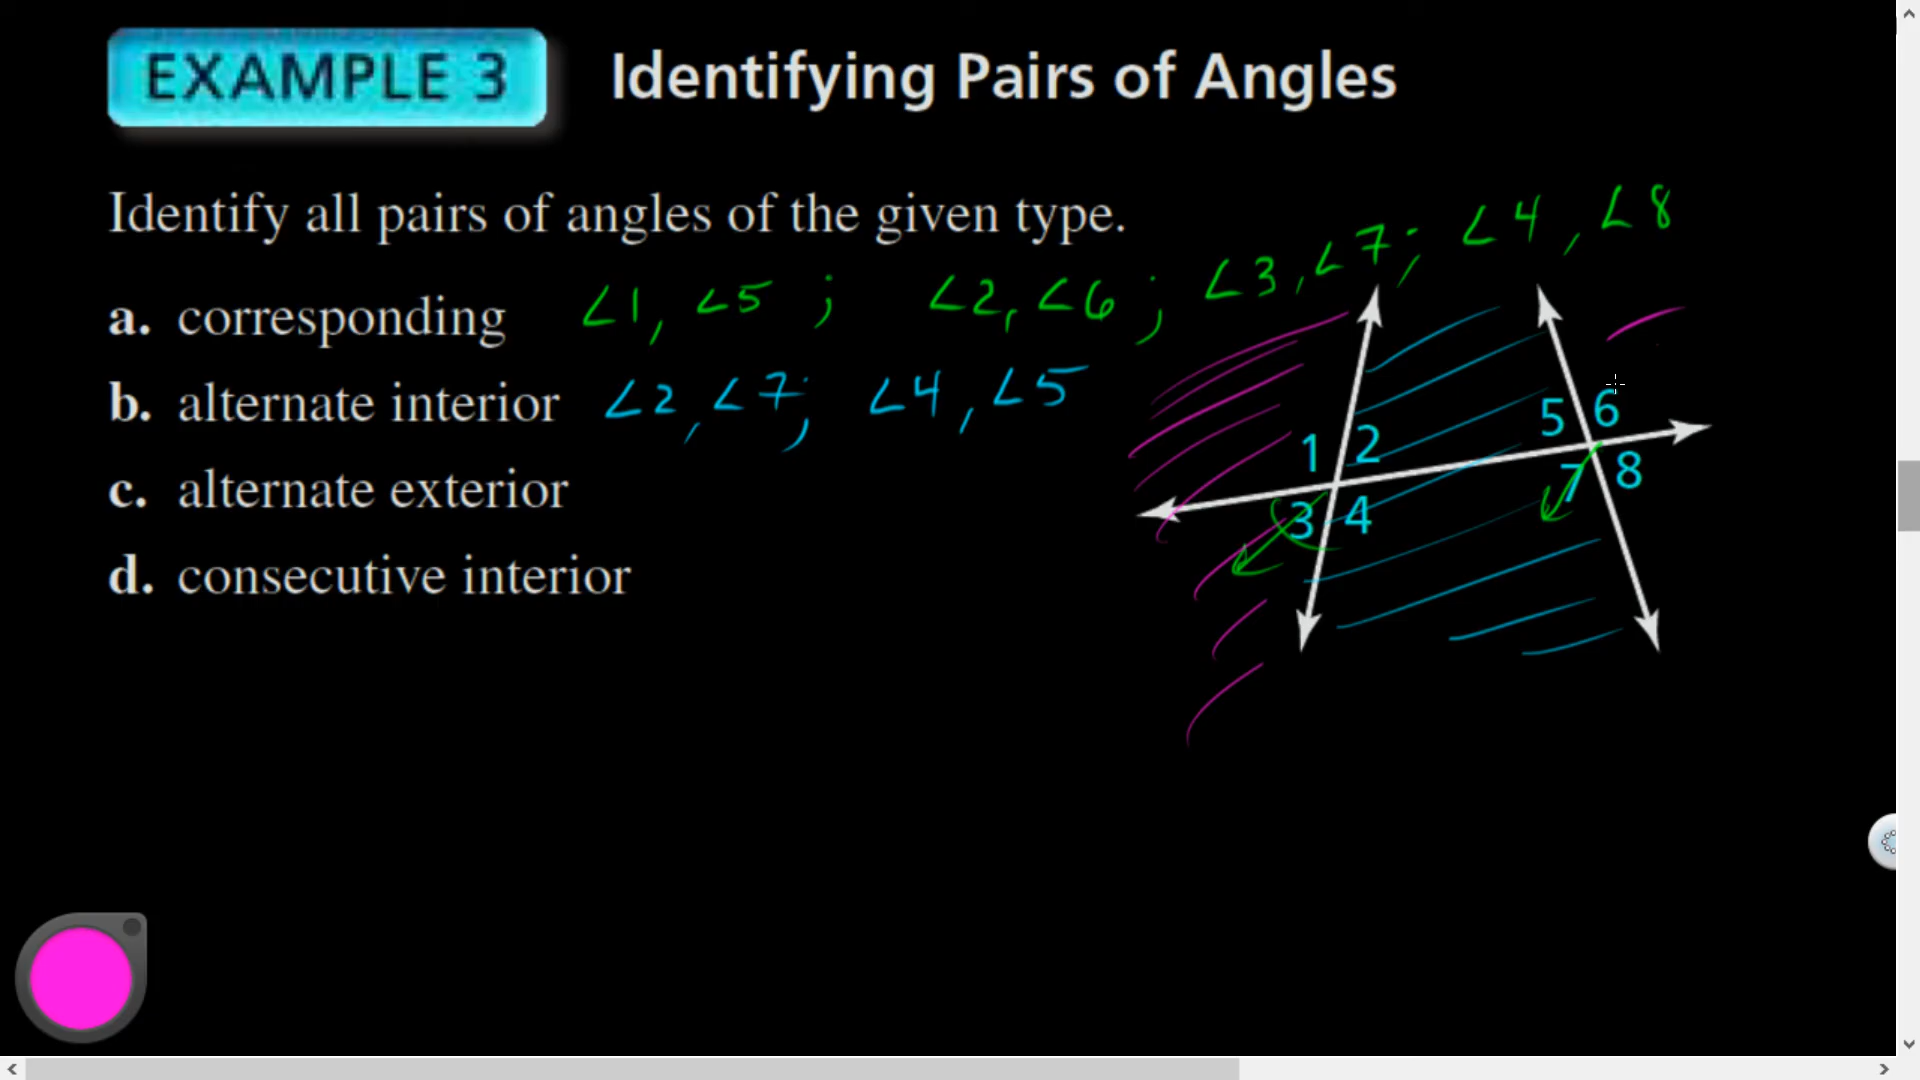 EXAMPLE 3 Identifying Pairs of Angles
Identify all pairs of angles of the given type.
a. corresponding ∠1, ∠5 ; ∠2, ∠6 ; ∠3, ∠7 ; ∠4, ∠8
b. alternate interior ∠2, ∠7 ; ∠4, ∠5
c. alternate exterior
d. consecutive interior
5 6
1 2
7 8
3 4